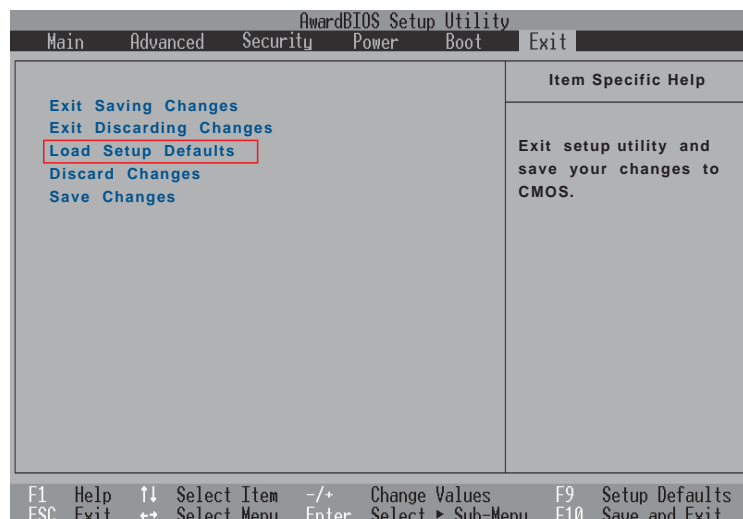 AwardBIOS Setup Utility
Main Advanced Security Power Boot Exit
Exit Saving Changes
Exit Discarding Changes
Load Setup Defaults
Discard Changes
Save Changes
Item Specific Help
Exit setup utility and
save your changes to
CMOS.
F1 Help ↑↓ Select Item -/+ Change Values F9 Setup Defaults
ESC Exit ←→ Select Menu Enter Select ► Sub-Menu F10 Save and Exit